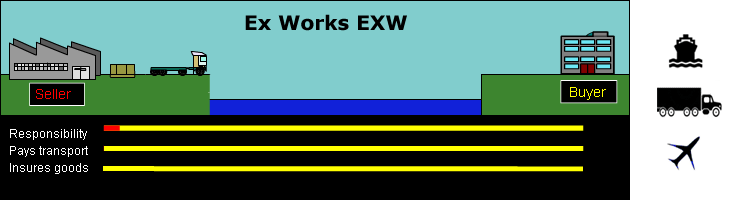 Ex Works EXW
Seller
Buyer
Responsibility
Pays transport
Insures goods